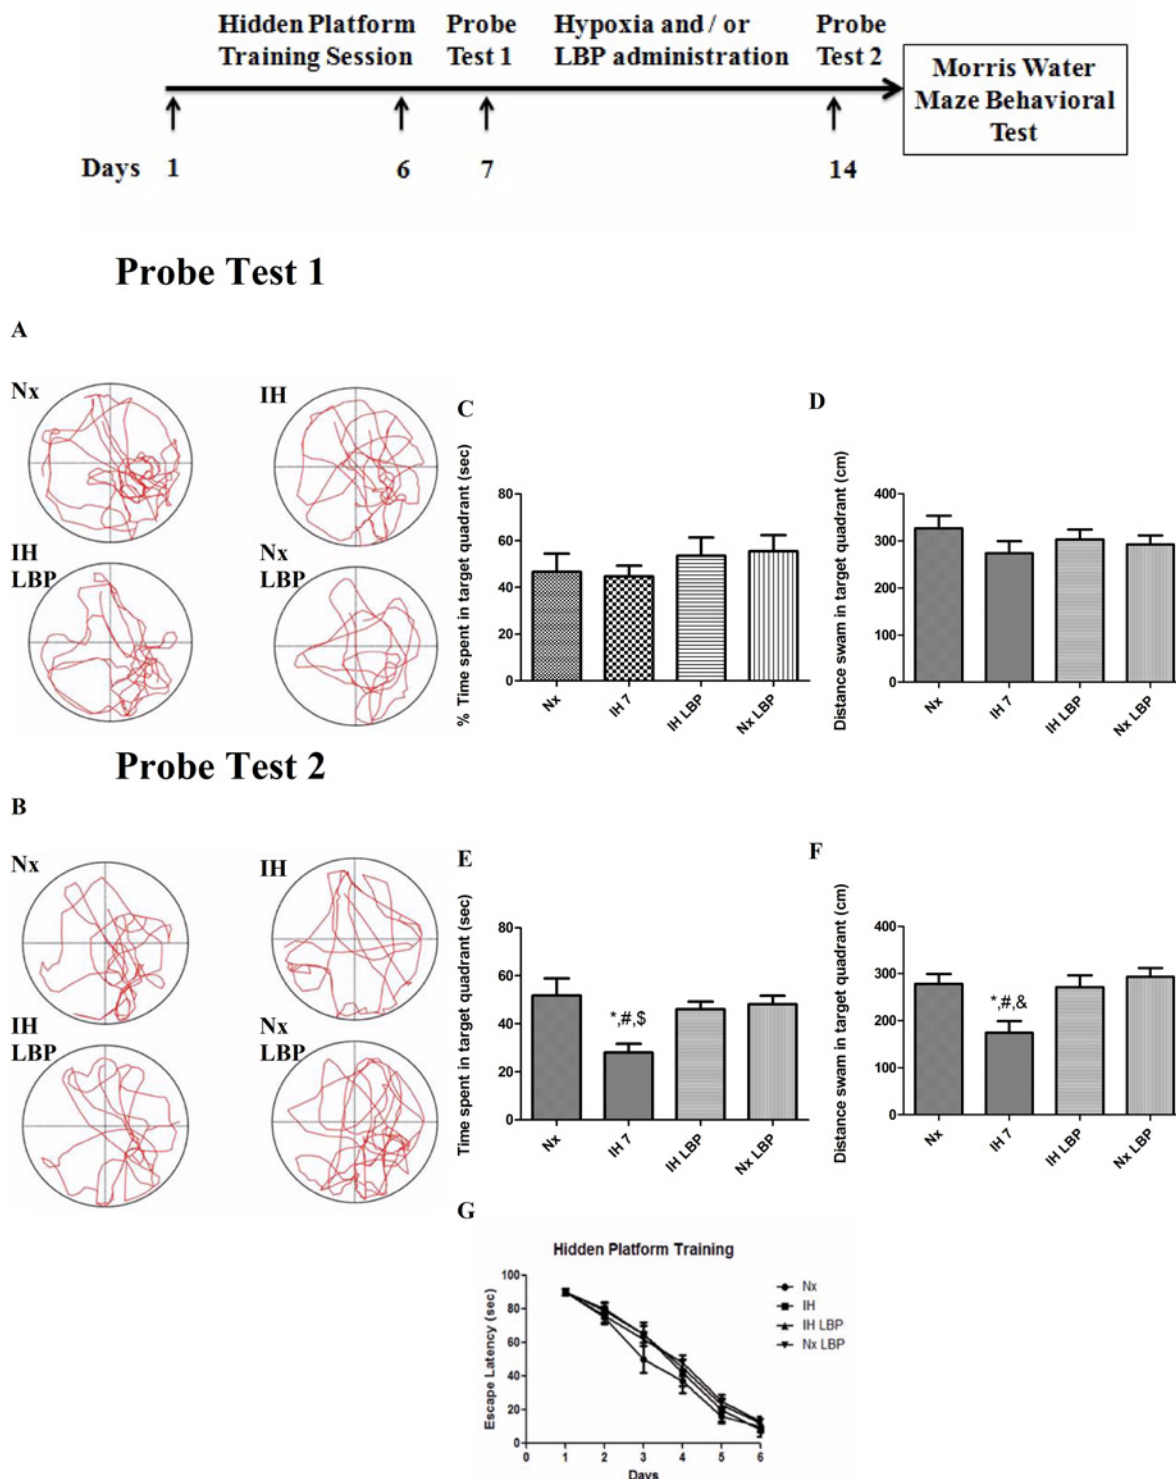 Hidden Platform
Training Session
Probe
Test 1
Hypoxia and / or
LBP administration
Probe
Test 2
Morris Water
Maze Behavioral
Test
Days 1 6 7 14
Probe Test 1
A
Nx
IH
IH
LBP
Nx
LBP
C
% Time spent in target quadrant (sec)
80
60
40
20
0
Nx
IH 7
IH LBP
Nx LBP
D
Distance swam in target quadrant (cm)
400
300
200
100
0
Nx
IH 7
IH LBP
Nx LBP
Probe Test 2
B
Nx
IH
IH
LBP
Nx
LBP
E
Time spent in target quadrant (sec)
80
60
40
20
0
*,#,$
Nx
IH 7
IH LBP
Nx LBP
F
Distance swam in target quadrant (cm)
400
300
200
100
0
*,#,&
Nx
IH 7
IH LBP
Nx LBP
G
Hidden Platform Training
Escape Latency (sec)
100
80
60
40
20
0
0 1 2 3 4 5 6
Days
Nx
IH
IH LBP
Nx LBP